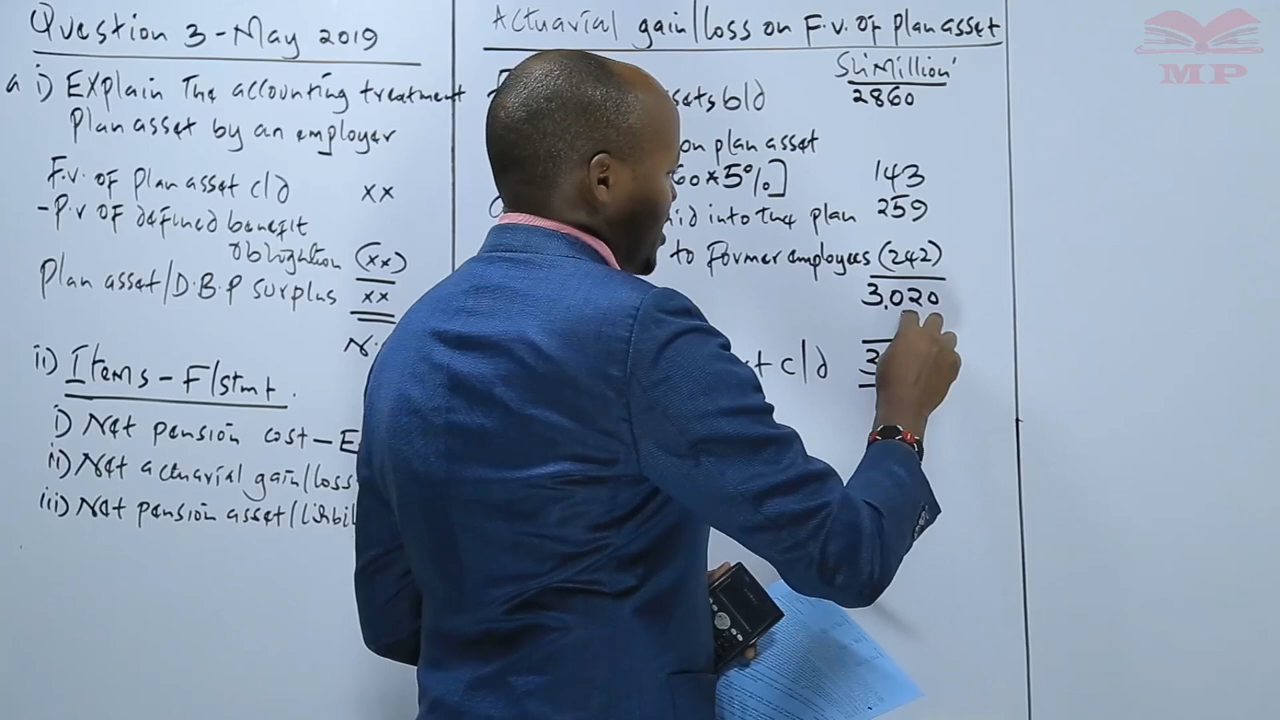 Question 3 - May 2019
a i) Explain The accounting treatment
Plan asset by an employer
F.v. of Plan asset c/d xx
- P.v of defined benefit
obligation (xx)
Plan asset/D.B.P surplus xx
ii) Items - F/stmt.
i) Net pension cost - E
ii) Net actuarial gain/loss
iii) Net pension asset/
Actuarial gain/loss on F.v. of plan asset
Sh'Million'
b/d 2860
on plan asset
60*5%] 143
into the plan 259
to Former employees (242)
3,020
c/d 3
MP